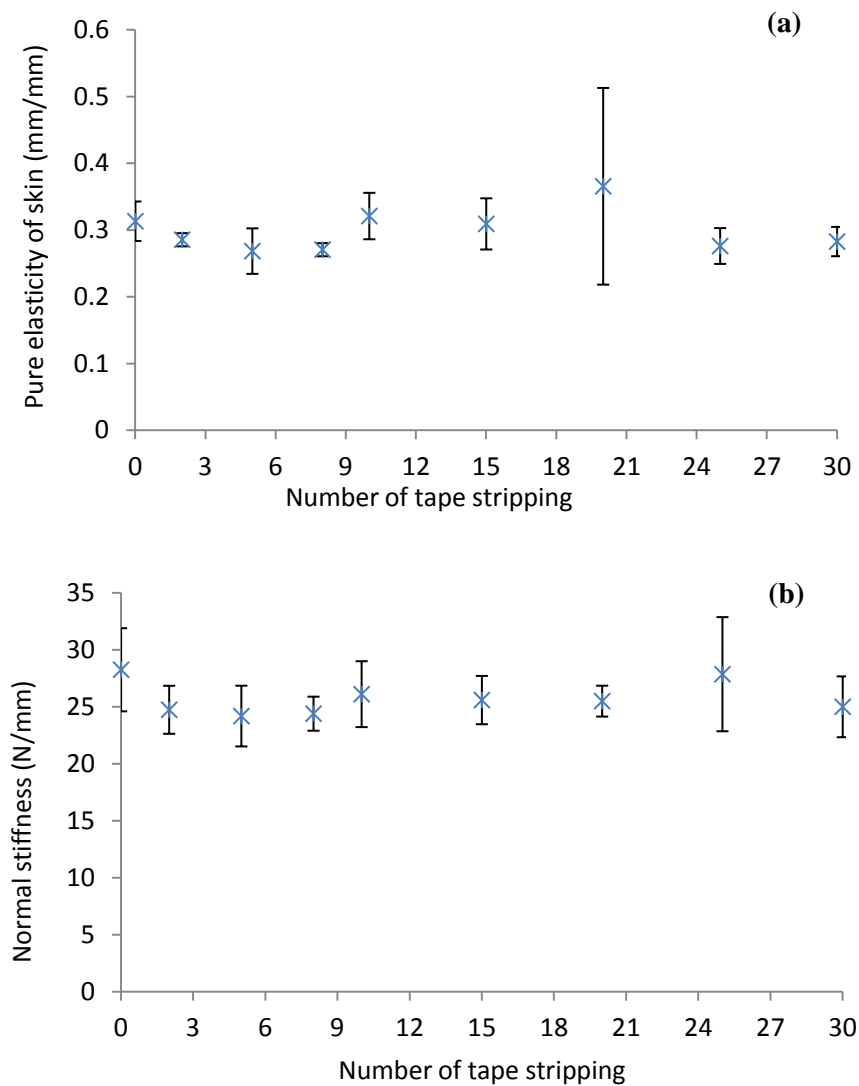 (a)
Pure elasticity of skin (mm/mm)
0.6
0.5
0.4
0.3
0.2
0.1
0
0 3 6 9 12 15 18 21 24 27 30
Number of tape stripping
(b)
Normal stiffness (N/mm)
35
30
25
20
15
10
5
0
0 3 6 9 12 15 18 21 24 27 30
Number of tape stripping